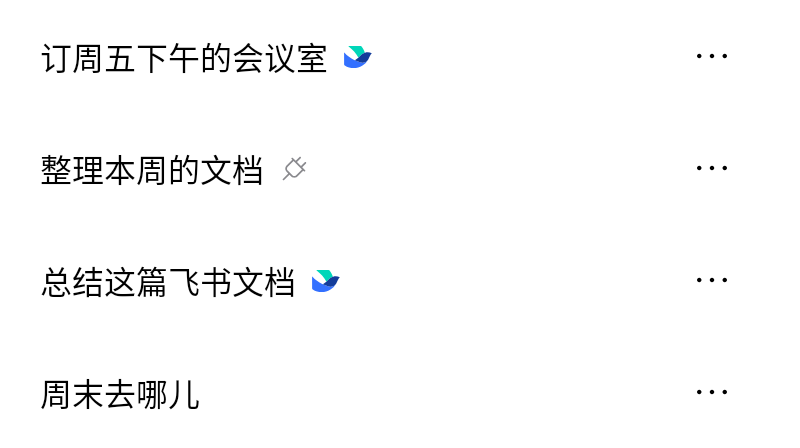 订周五下午的会议室
整理本周的文档
总结这篇飞书文档
周末去哪儿